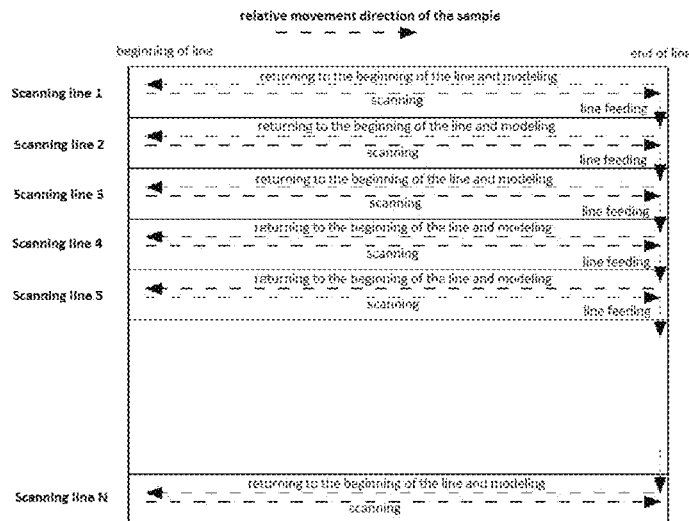 relative movement direction of the sample
beginning of line
end of line
Scanning line 1
returning to the beginning of the line and modeling
scanning
line feeding
Scanning line 2
returning to the beginning of the line and modeling
scanning
line feeding
Scanning line 3
returning to the beginning of the line and modeling
scanning
line feeding
Scanning line 4
returning to the beginning of the line and modeling
scanning
line feeding
Scanning line 5
returning to the beginning of the line and modeling
scanning
line feeding
Scanning line N
returning to the beginning of the line and modeling
scanning